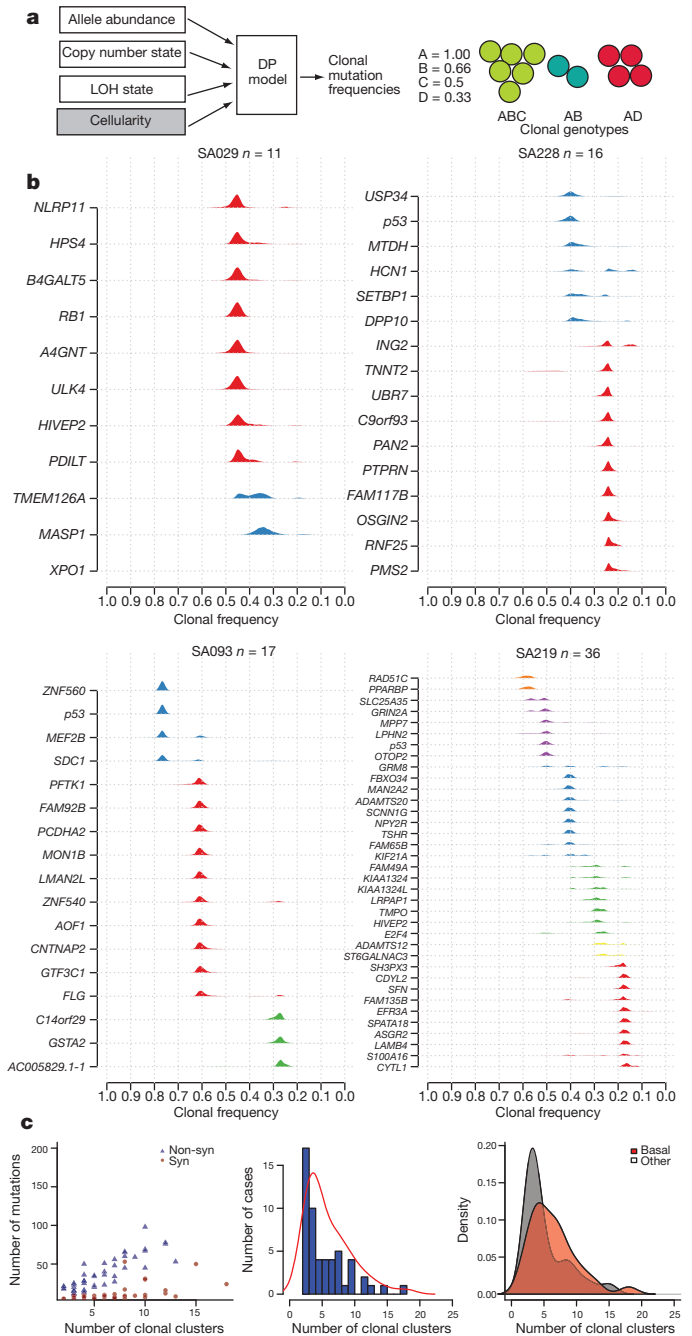 a
Allele abundance
Copy number state
LOH state
Cellularity
DP
model
Clonal
mutation
frequencies
A = 1.00
B = 0.66
C = 0.5
D = 0.33
ABC AB AD
Clonal genotypes
b
SA029 n = 11
NLRP11
HPS4
B4GALT5
RB1
A4GNT
ULK4
HIVEP2
PDILT
TMEM126A
MASP1
XPO1
1.0 0.9 0.8 0.7 0.6 0.5 0.4 0.3 0.2 0.1 0.0
Clonal frequency
SA228 n = 16
USP34
p53
MTDH
HCN1
SETBP1
DPP10
ING2
TNNT2
UBR7
C9orf93
PAN2
PTPRN
FAM117B
OSGIN2
RNF25
PMS2
1.0 0.9 0.8 0.7 0.6 0.5 0.4 0.3 0.2 0.1 0.0
Clonal frequency
SA093 n = 17
ZNF560
p53
MEF2B
SDC1
PFTK1
FAM92B
PCDHA2
MON1B
LMAN2L
ZNF540
AOF1
CNTNAP2
GTF3C1
FLG
C14orf29
GSTA2
AC005829.1-1
1.0 0.9 0.8 0.7 0.6 0.5 0.4 0.3 0.2 0.1 0.0
Clonal frequency
SA219 n = 36
RAD51C
PPARBP
SLC25A35
GRIN2A
MPP7
LPHN2
p53
OTOP2
GRM8
FBXO34
MAN2A2
ADAMTS20
SCNN1G
NPY2R
TSHR
FAM65B
KIF21A
FAM49A
KIAA1324
KIAA1324L
LRPAP1
TMPO
HIVEP2
E2F4
ADAMTS12
ST6GALNAC3
SH3PX3
CDYL2
SFN
FAM135B
EFR3A
SPATA18
ASGR2
LAMB4
S100A16
CYTL1
1.0 0.9 0.8 0.7 0.6 0.5 0.4 0.3 0.2 0.1 0.0
Clonal frequency
c
Number of mutations
200
150
100
50
Non-syn
Syn
5 10 15
Number of clonal clusters
Number of cases
15
10
5
0
0 5 10 15 20 25
Number of clonal clusters
Density
0.20
0.15
0.10
0.05
0.00
Basal
Other
0 5 10 15 20 25
Number of clonal clusters